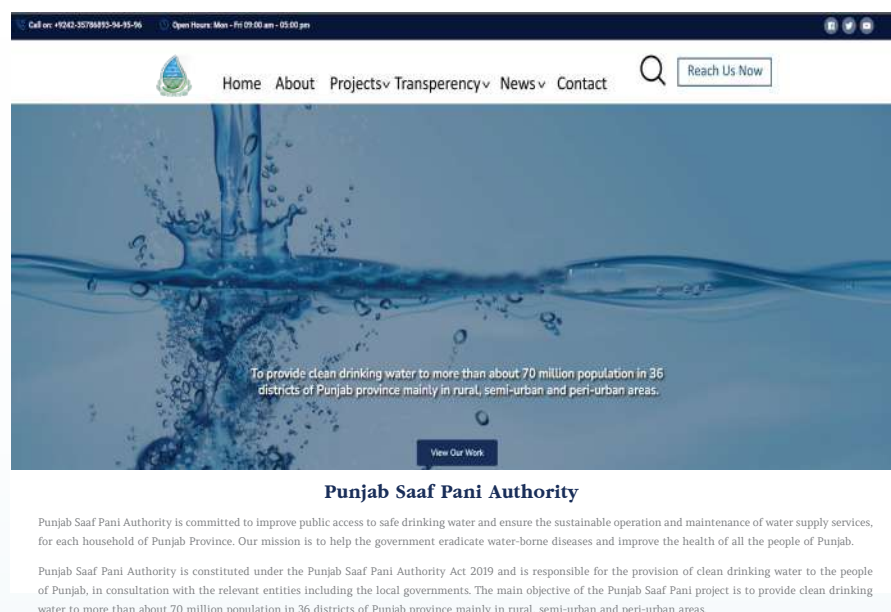 Call on: +9242-35786893-94-95-96 Open Hours: Mon - Fri 09:00 am - 05:00 pm
Home About Projects Transperency News Contact Reach Us Now
To provide clean drinking water to more than about 70 million population in 36
districts of Punjab province mainly in rural, semi-urban and peri-urban areas.
View Our Work
Punjab Saaf Pani Authority
Punjab Saaf Pani Authority is committed to improve public access to safe drinking water and ensure the sustainable operation and maintenance of water supply services,
for each household of Punjab Province. Our mission is to help the government eradicate water-borne diseases and improve the health of all the people of Punjab.
Punjab Saaf Pani Authority is constituted under the Punjab Saaf Pani Authority Act 2019 and is responsible for the provision of clean drinking water to the people
of Punjab, in consultation with the relevant entities including the local governments. The main objective of the Punjab Saaf Pani project is to provide clean drinking
water to more than about 70 million population in 36 districts of Punjab province mainly in rural, semi-urban and peri-urban areas.